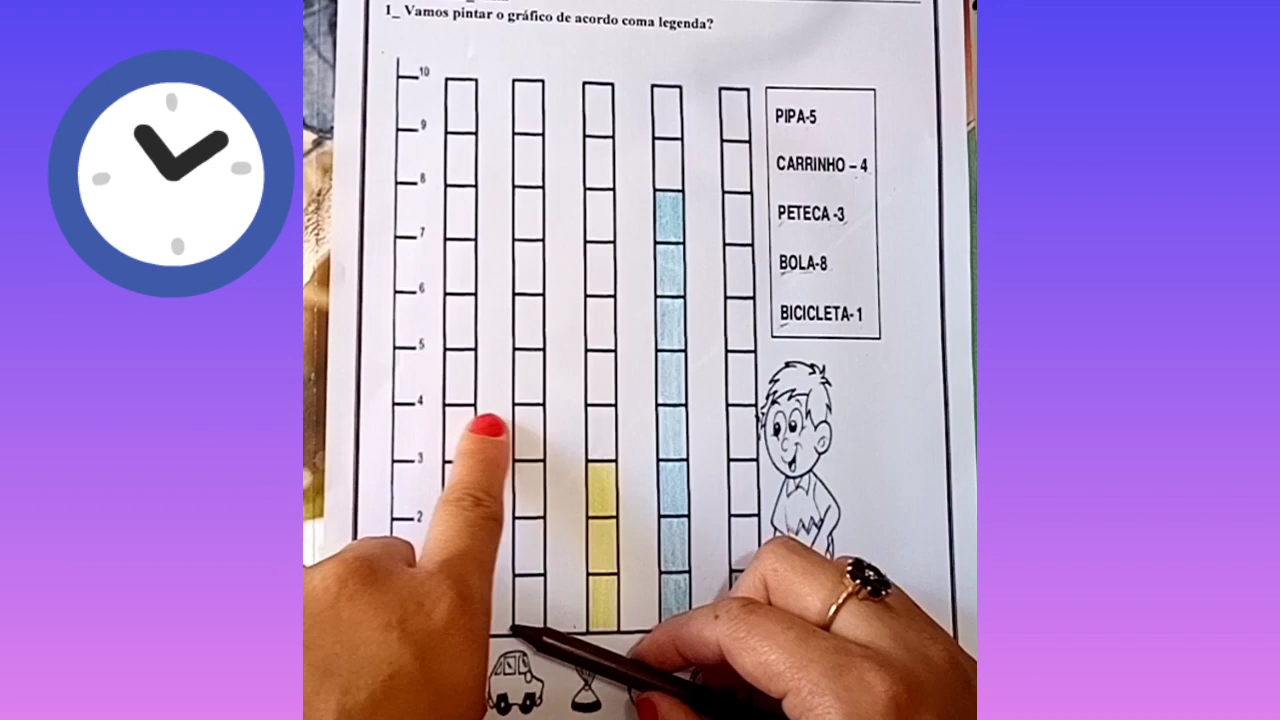 1_ Vamos pintar o gráfico de acordo coma legenda?
10
9
8
7
6
5
4
3
2
PIPA-5
CARRINHO – 4
PETECA -3
BOLA-8
BICICLETA- 1